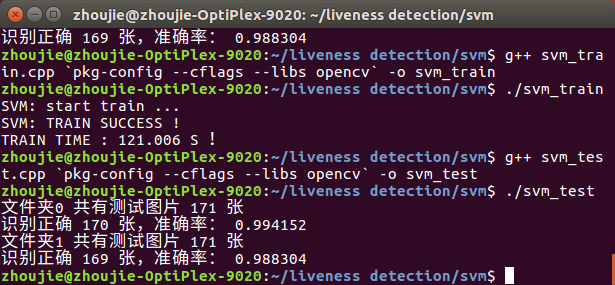 zhoujie@zhoujie-OptiPlex-9020: ~/liveness detection/svm
识别正确 169 张，准确率： 0.988304
zhoujie@zhoujie-OptiPlex-9020:~/liveness detection/svm$ g++ svm_tra
in.cpp `pkg-config --cflags --libs opencv` -o svm_train
zhoujie@zhoujie-OptiPlex-9020:~/liveness detection/svm$ ./svm_train
SVM: start train ...
SVM: TRAIN SUCCESS !
TRAIN TIME : 121.006 S !
zhoujie@zhoujie-OptiPlex-9020:~/liveness detection/svm$ g++ svm_tes
t.cpp `pkg-config --cflags --libs opencv` -o svm_test
zhoujie@zhoujie-OptiPlex-9020:~/liveness detection/svm$ ./svm_test
文件夹0 共有测试图片 171 张
识别正确 170 张，准确率： 0.994152
文件夹1 共有测试图片 171 张
识别正确 169 张，准确率： 0.988304
zhoujie@zhoujie-OptiPlex-9020:~/liveness detection/svm$